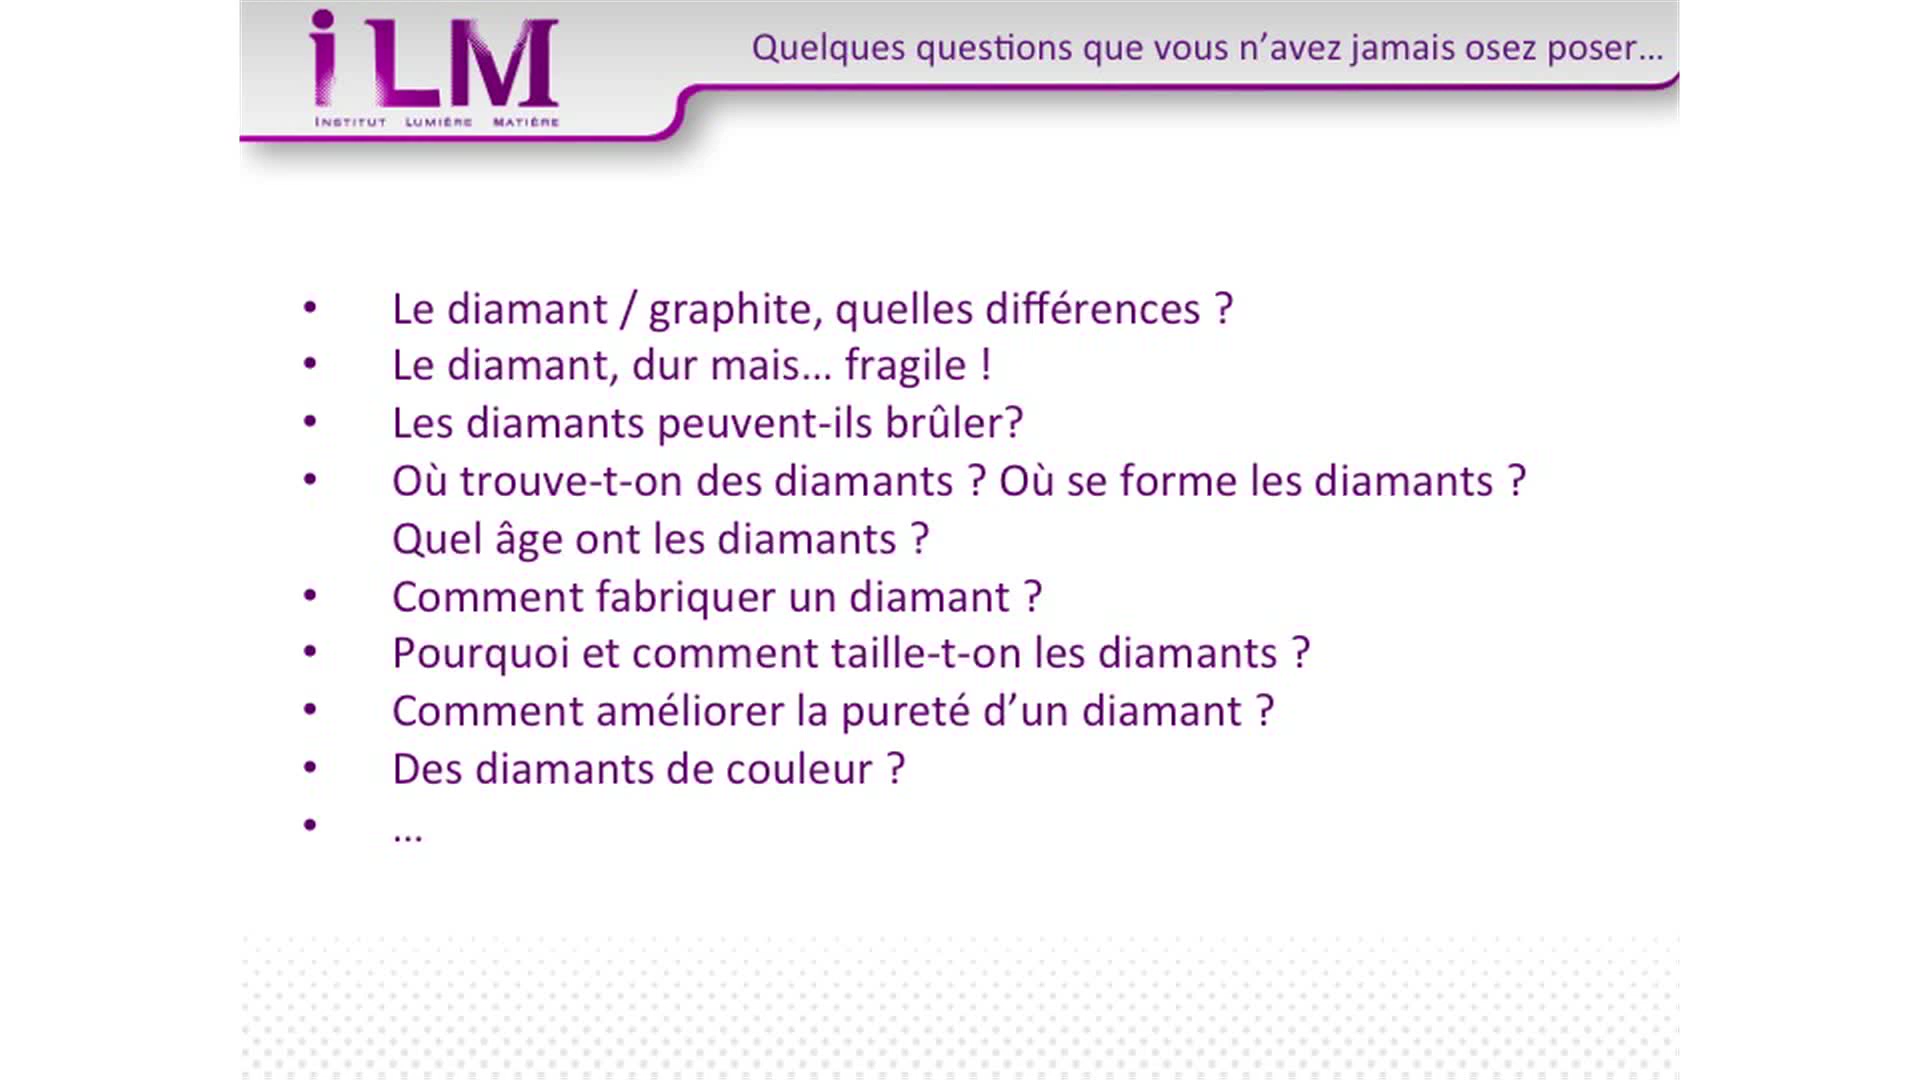 iLM
Institut Lumière Matière
Quelques questions que vous n’avez jamais osez poser…
• Le diamant / graphite, quelles différences ?
• Le diamant, dur mais… fragile !
• Les diamants peuvent-ils brûler?
• Où trouve-t-on des diamants ? Où se forme les diamants ?
Quel âge ont les diamants ?
• Comment fabriquer un diamant ?
• Pourquoi et comment taille-t-on les diamants ?
• Comment améliorer la pureté d’un diamant ?
• Des diamants de couleur ?
• …